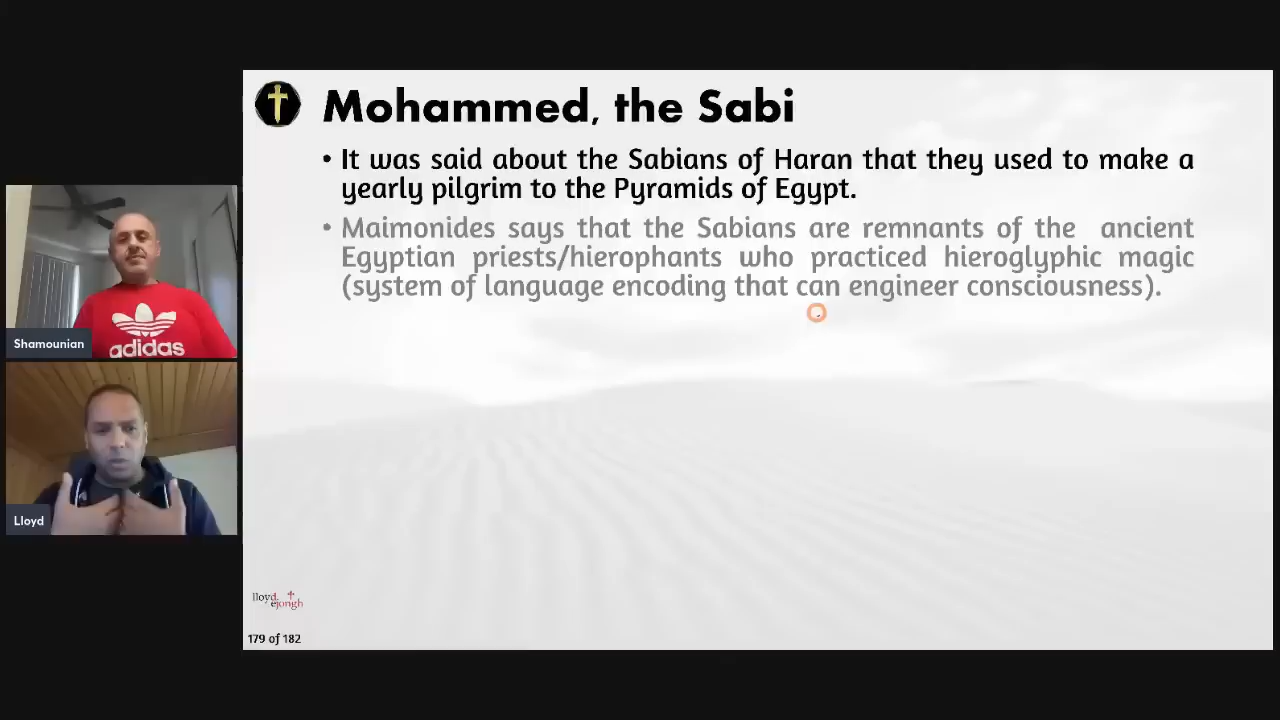 Mohammed, the Sabi
• It was said about the Sabians of Haran that they used to make a
yearly pilgrim to the Pyramids of Egypt.
• Maimonides says that the Sabians are remnants of the ancient
Egyptian priests/hierophants who practiced hieroglyphic magic
(system of language encoding that can engineer consciousness).
adidas
Shamounian
Lloyd
lloyd
ejongh
179 of 182